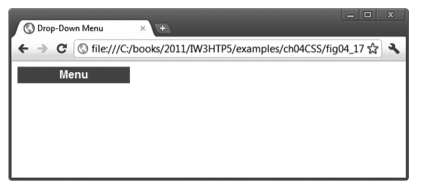 Drop-Down Menu
file:///C:/books/2011/IW3HTP5/examples/ch04CSS/fig04_17
Menu